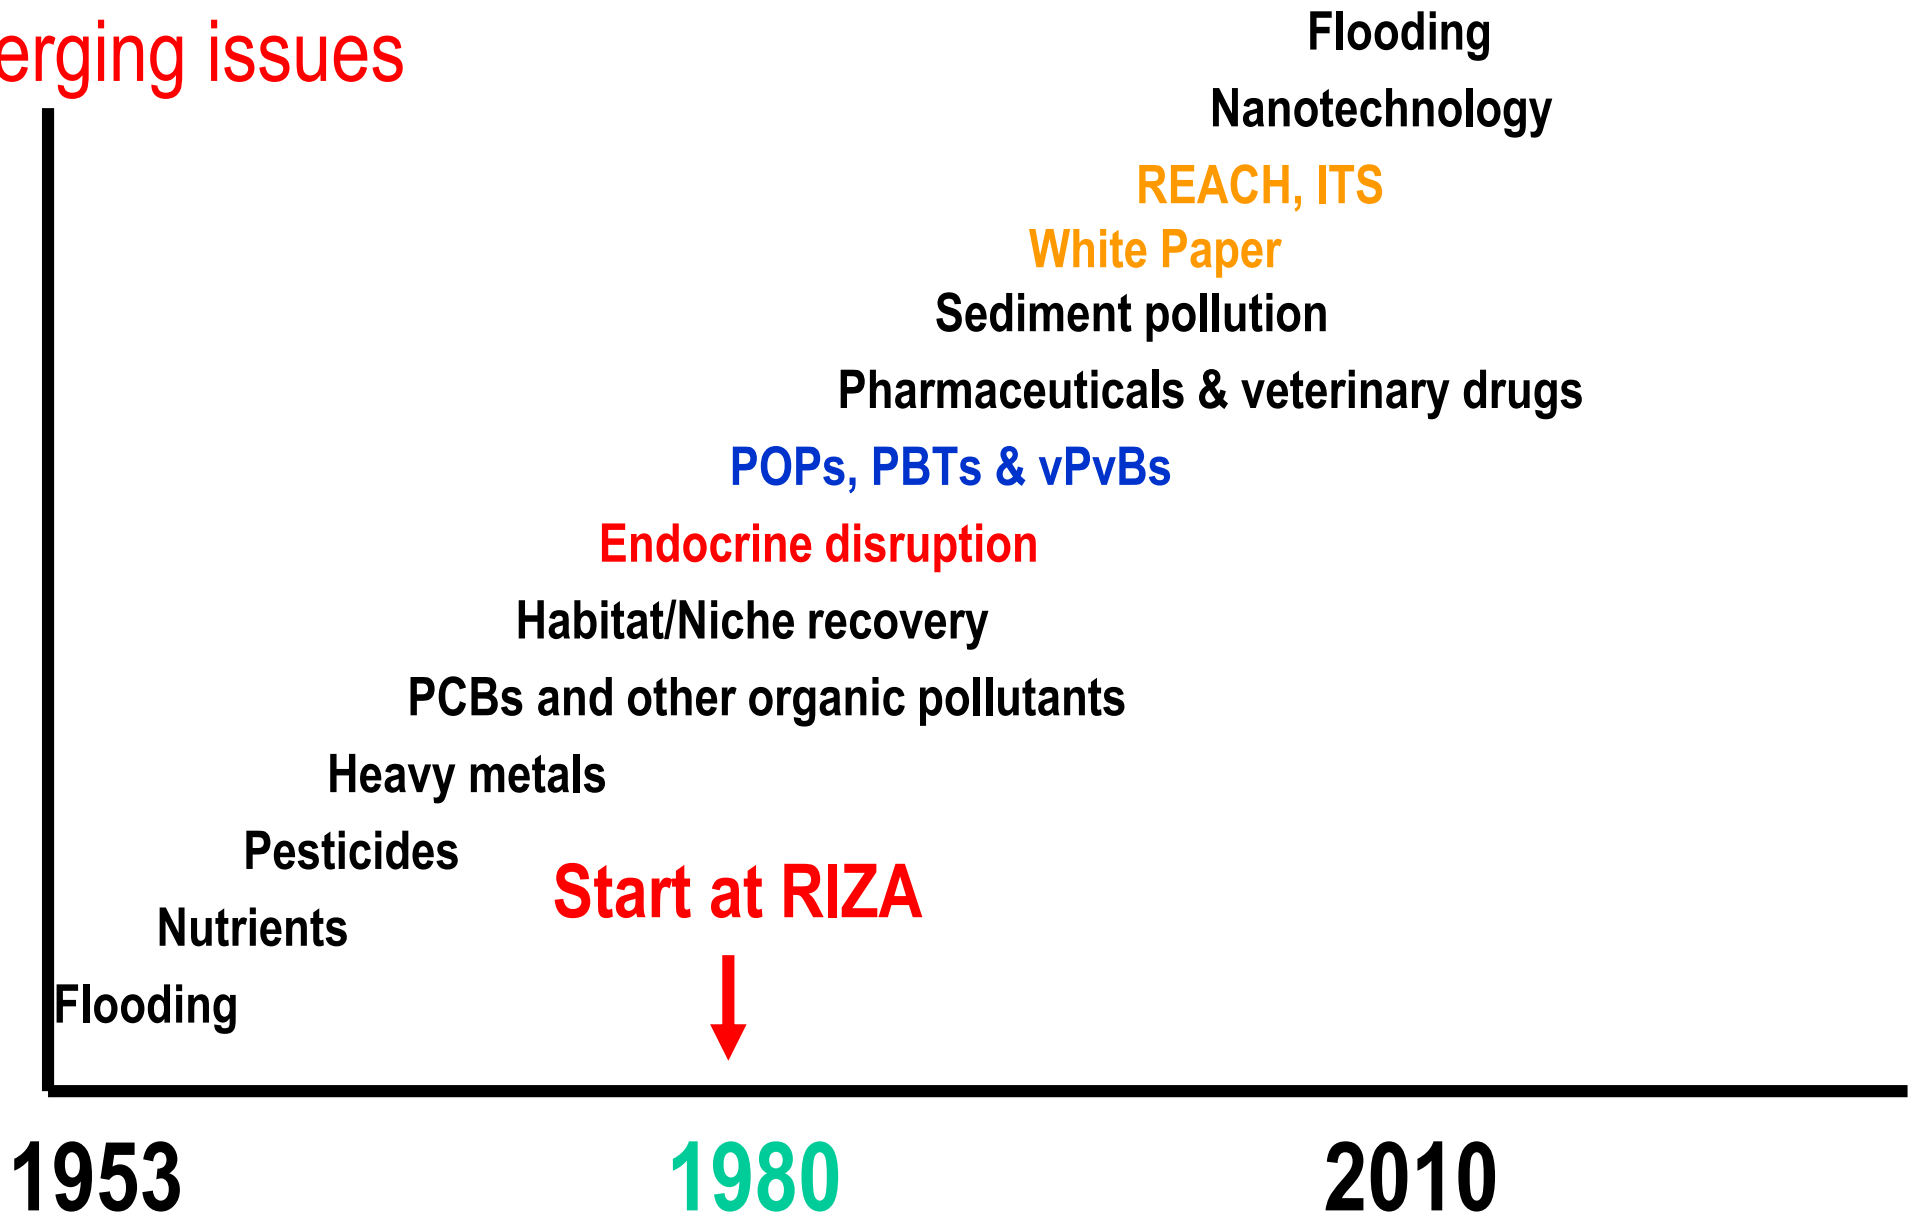 erging issues
Flooding
Nanotechnology
REACH, ITS
White Paper
Sediment pollution
Pharmaceuticals & veterinary drugs
POPs, PBTs & vPvBs
Endocrine disruption
Habitat/Niche recovery
PCBs and other organic pollutants
Heavy metals
Pesticides
Start at RIZA
Nutrients
Flooding
1953 1980 2010